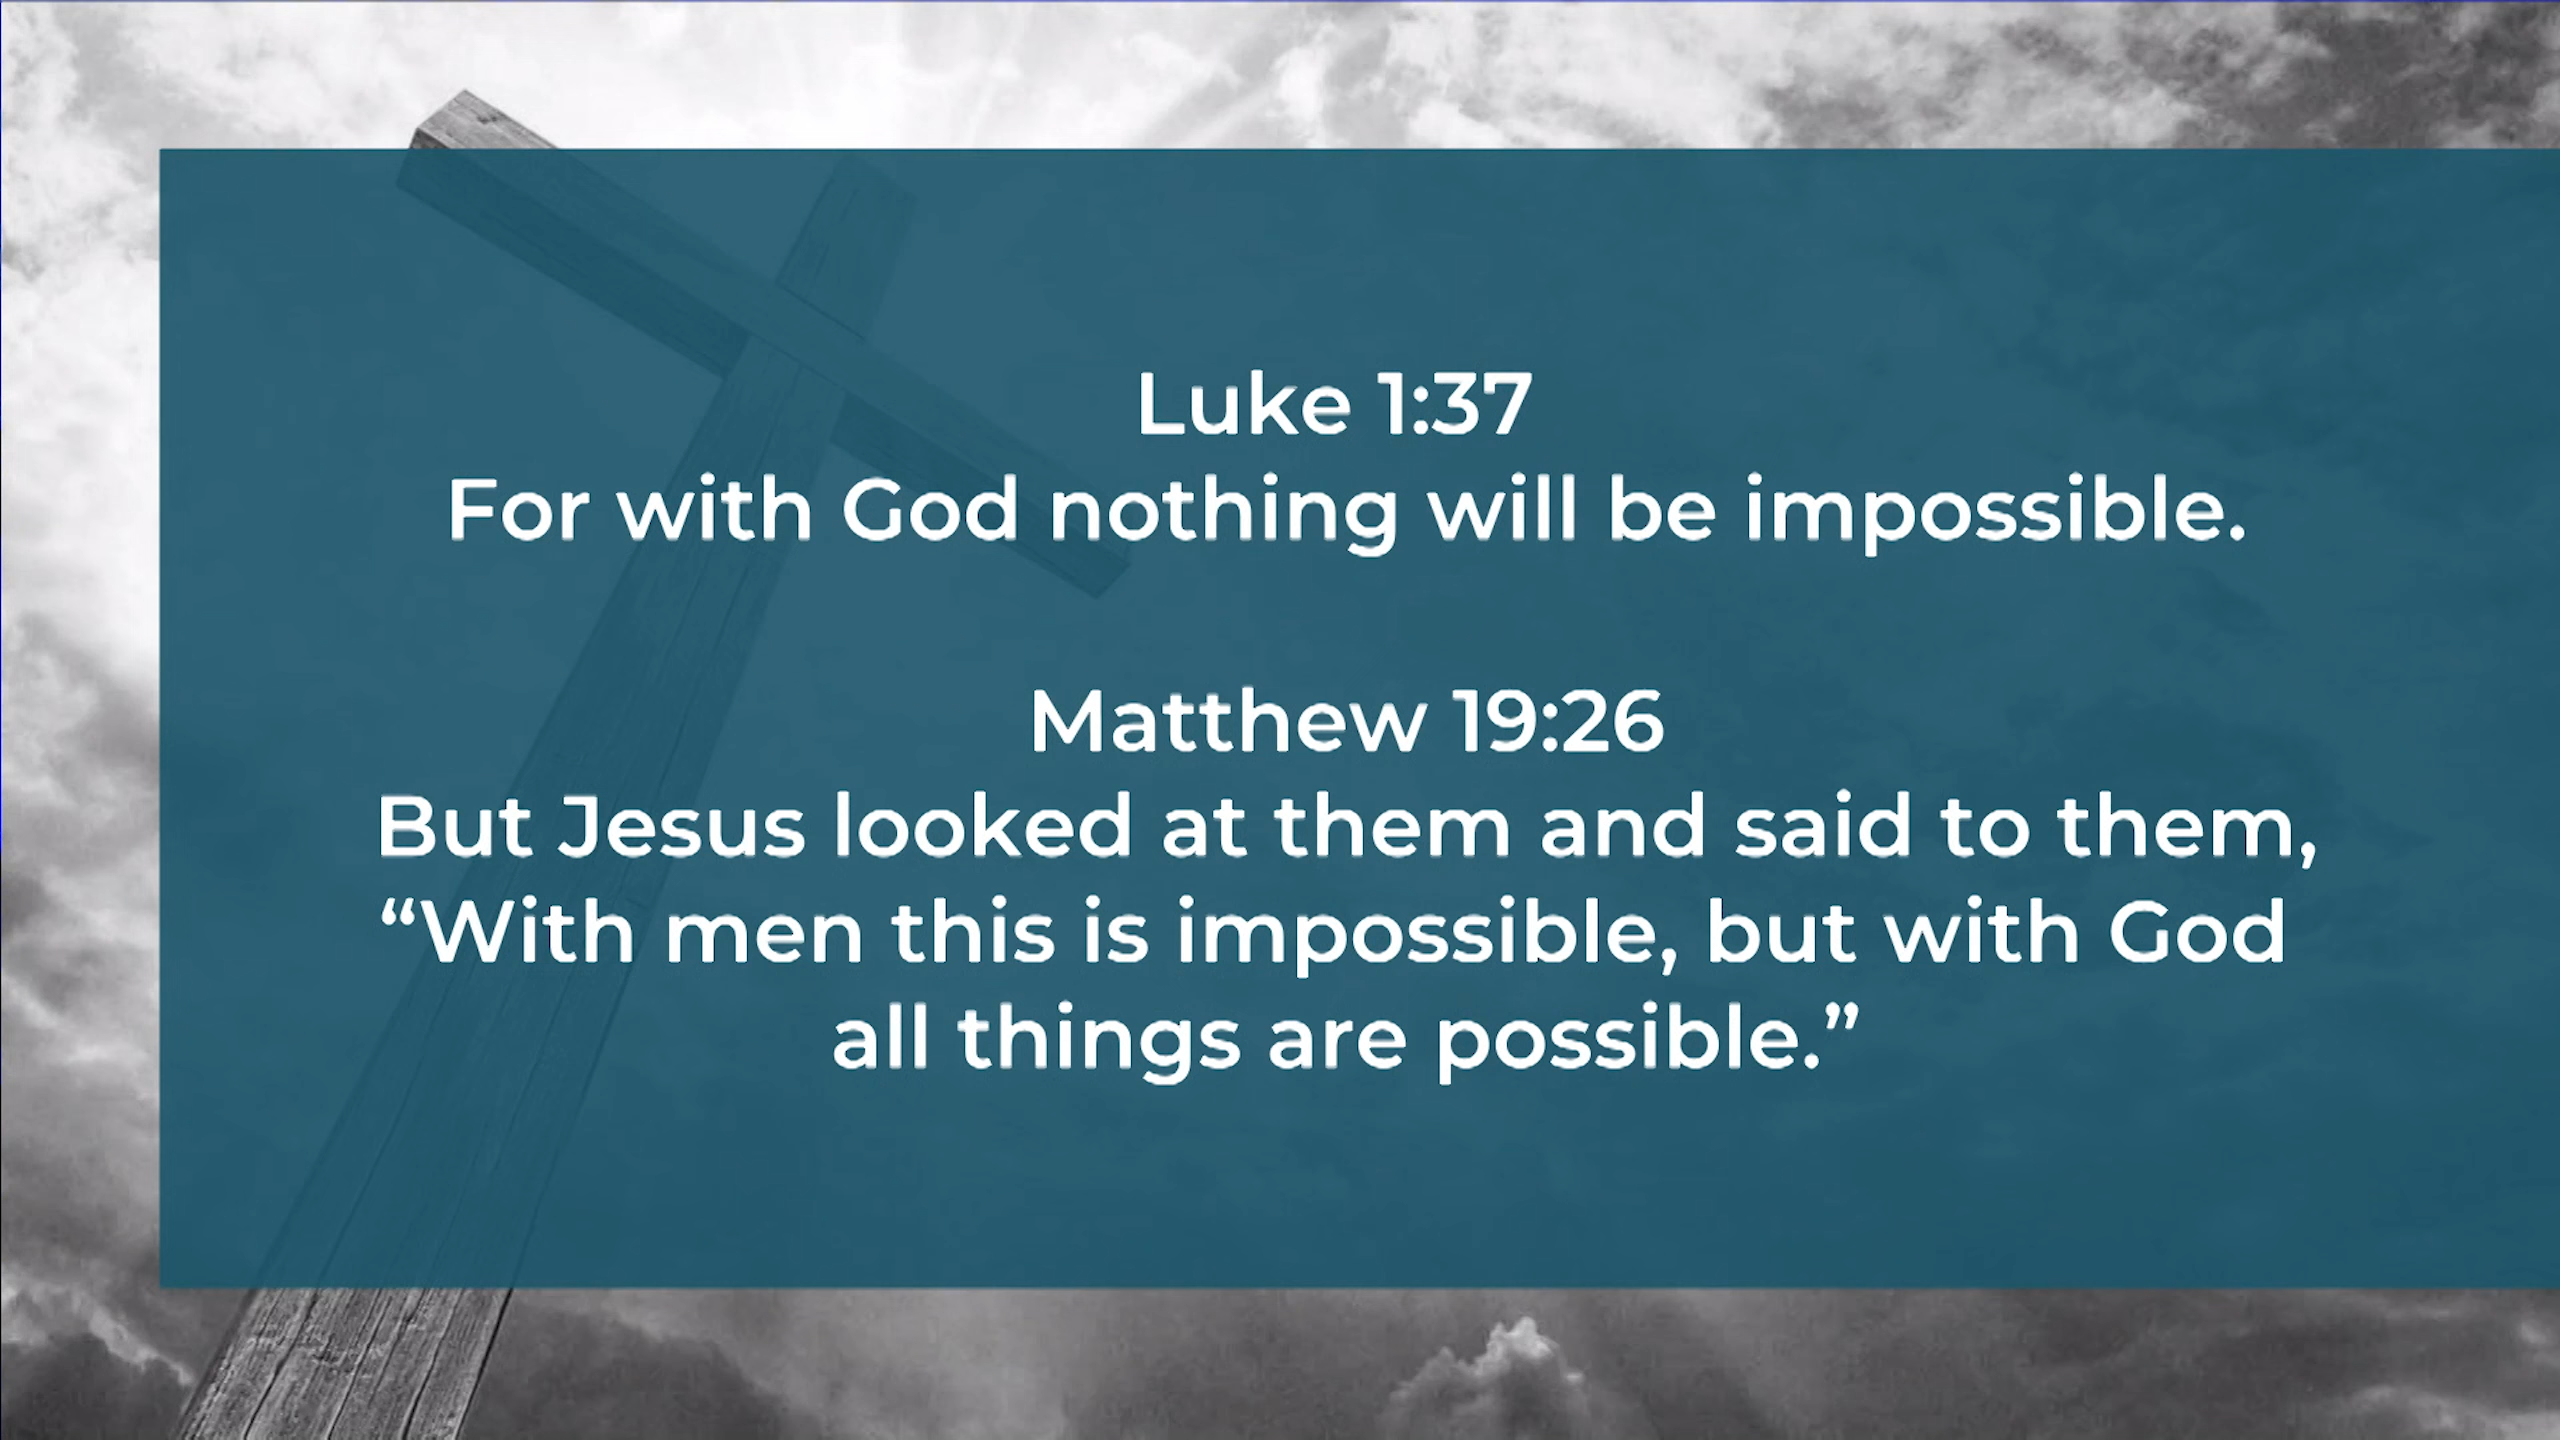 Luke 1:37
For with God nothing will be impossible.
Matthew 19:26
But Jesus looked at them and said to them,
“With men this is impossible, but with God
all things are possible.”